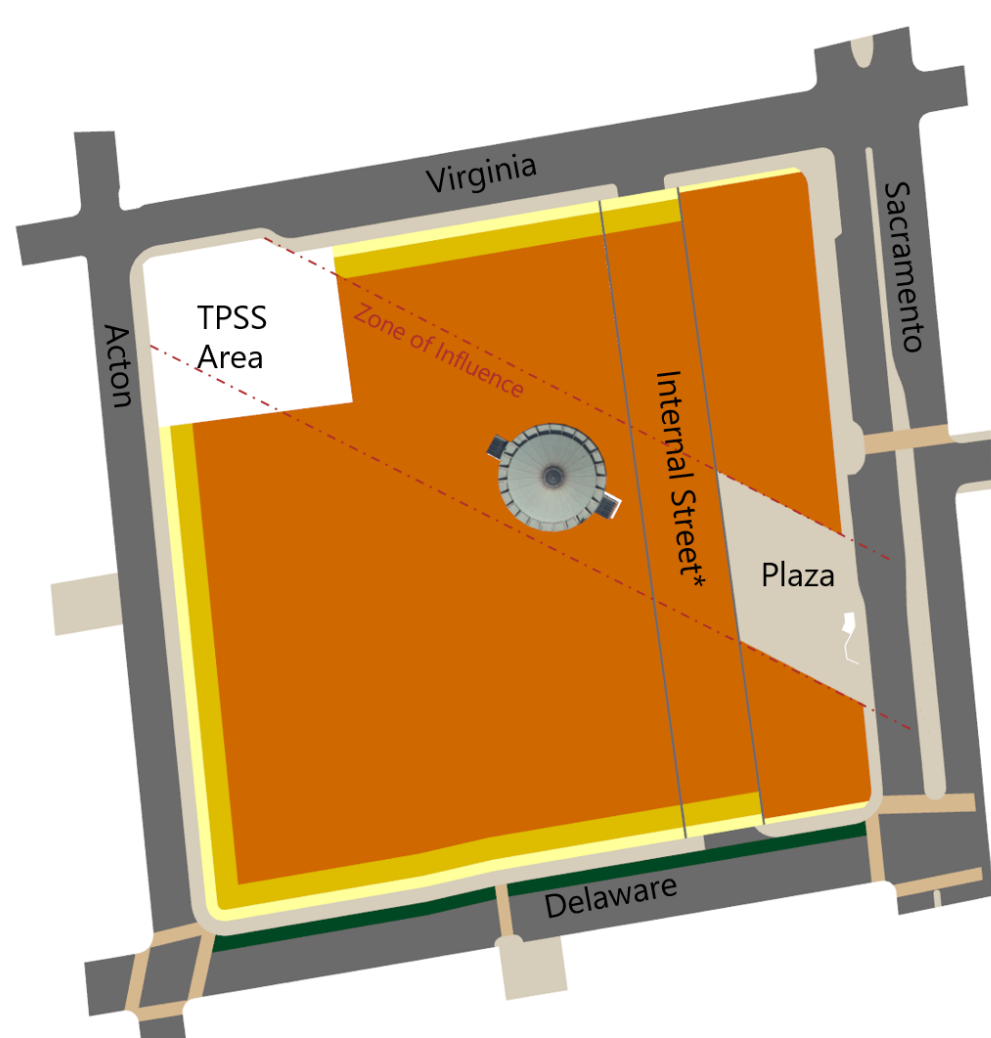 Virginia
Sacramento
TPSS
Area
Acton
Zone of Influence
Internal Street*
Plaza
Delaware